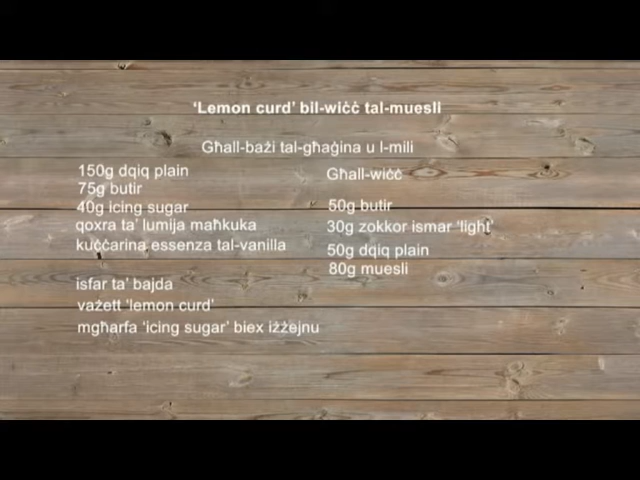 ‘Lemon curd’ bil-wiċċ tal-muesli
Għall-bażi tal-għaġina u l-mili
150g dqiq plain
75g butir
40g icing sugar
qoxra ta’ lumija maħkuka
kuċċarina essenza tal-vanilla
isfar ta’ bajda
vażett ‘lemon curd’
mgħarfa ‘icing sugar’ biex iżżejnu
Għall-wiċċ
50g butir
30g zokkor ismar ‘light’
50g dqiq plain
80g muesli